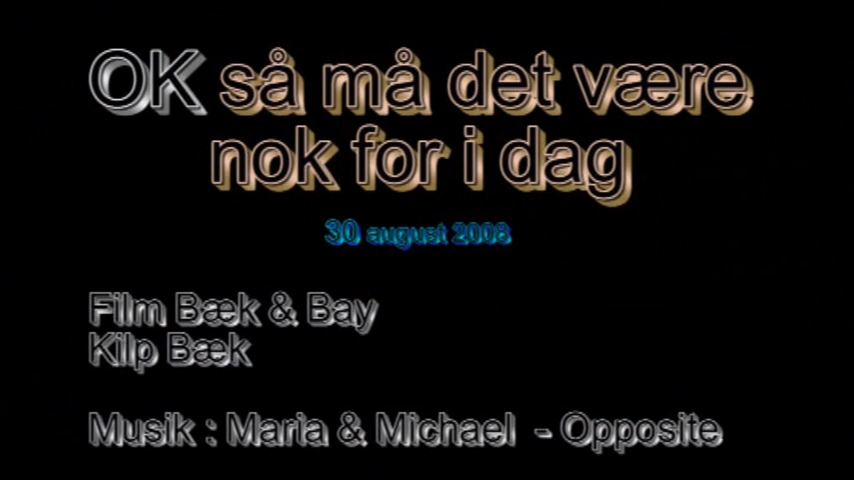 OK så må det være
nok for i dag
30 august 2008
Film Bæk & Bay
Kilp Bæk
Musik : Maria & Michael - Opposite